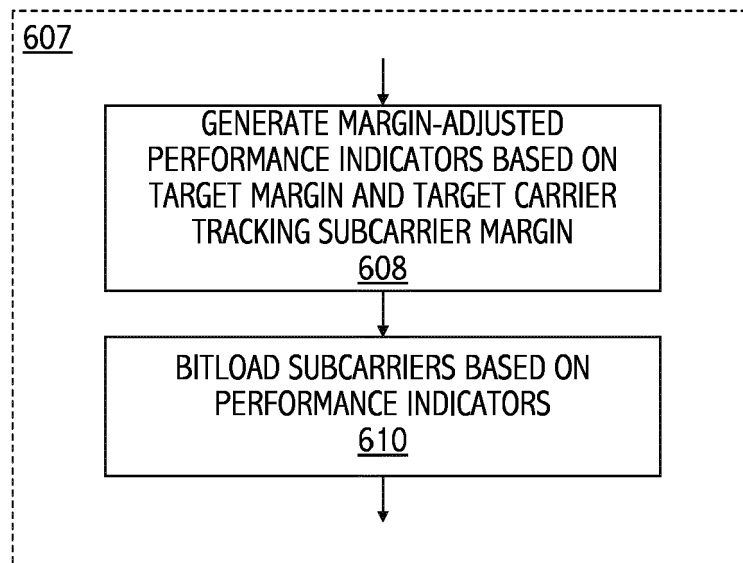 607
GENERATE MARGIN-ADJUSTED
PERFORMANCE INDICATORS BASED ON
TARGET MARGIN AND TARGET CARRIER
TRACKING SUBCARRIER MARGIN
608
BITLOAD SUBCARRIERS BASED ON
PERFORMANCE INDICATORS
610